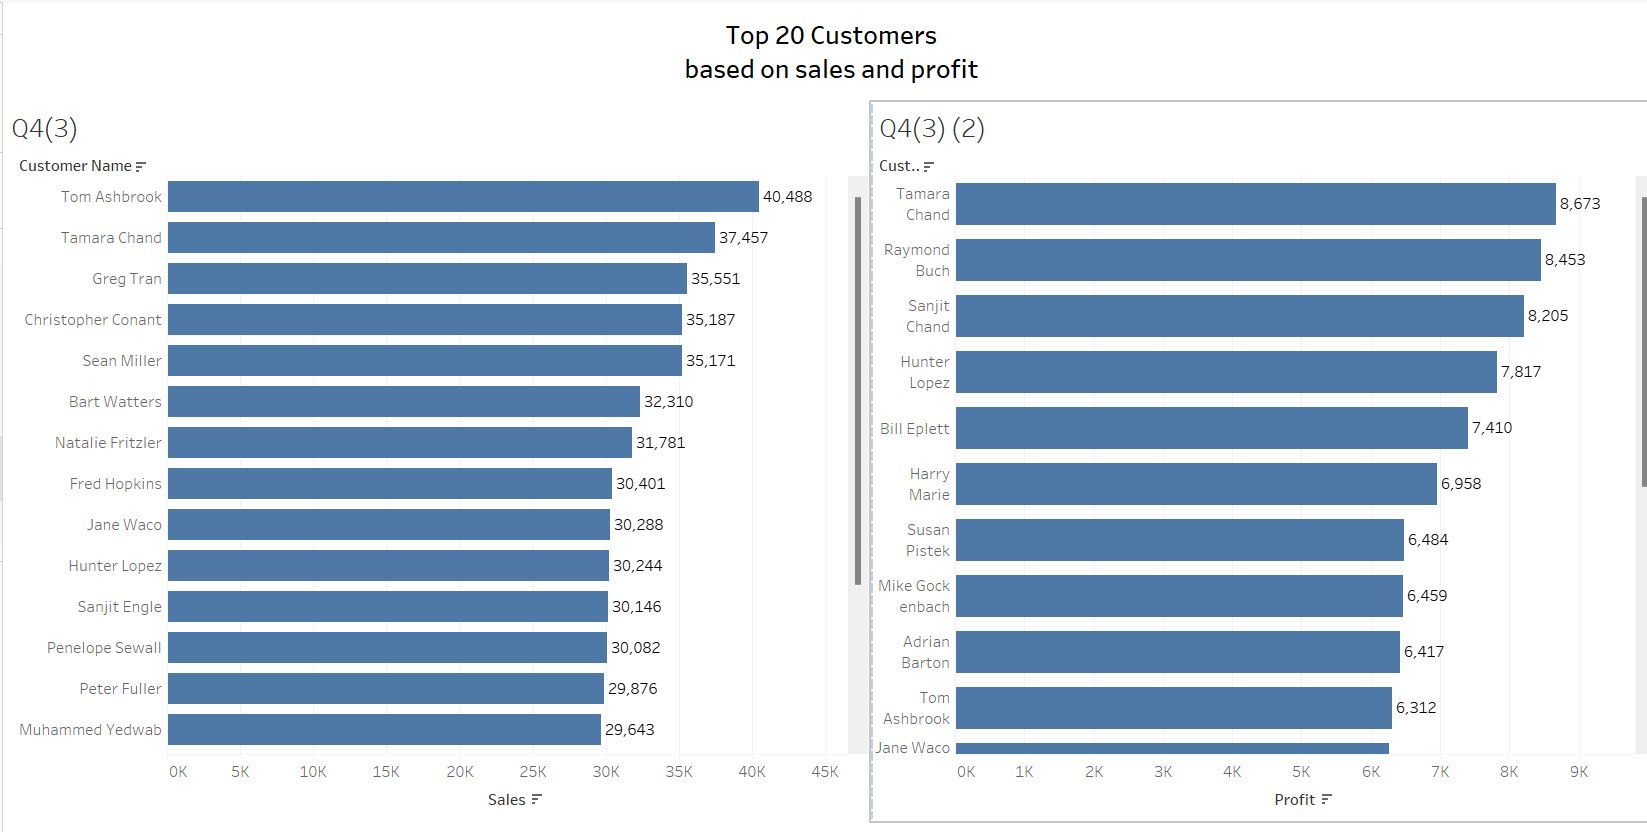 Top 20 Customers
based on sales and profit
Q4(3)
Customer Name
Tom Ashbrook 40,488
Tamara Chand 37,457
Greg Tran 35,551
Christopher Conant 35,187
Sean Miller 35,171
Bart Watters 32,310
Natalie Fritzler 31,781
Fred Hopkins 30,401
Jane Waco 30,288
Hunter Lopez 30,244
Sanjit Engle 30,146
Penelope Sewall 30,082
Peter Fuller 29,876
Muhammed Yedwab 29,643
0K 5K 10K 15K 20K 25K 30K 35K 40K 45K
Sales
Q4(3) (2)
Cust..
Tamara
Chand 8,673
Raymond
Buch 8,453
Sanjit
Chand 8,205
Hunter
Lopez 7,817
Bill Eplett 7,410
Harry
Marie 6,958
Susan
Pistek 6,484
Mike Gock
enbach 6,459
Adrian
Barton 6,417
Tom
Ashbrook 6,312
Jane Waco
0K 1K 2K 3K 4K 5K 6K 7K 8K 9K
Profit